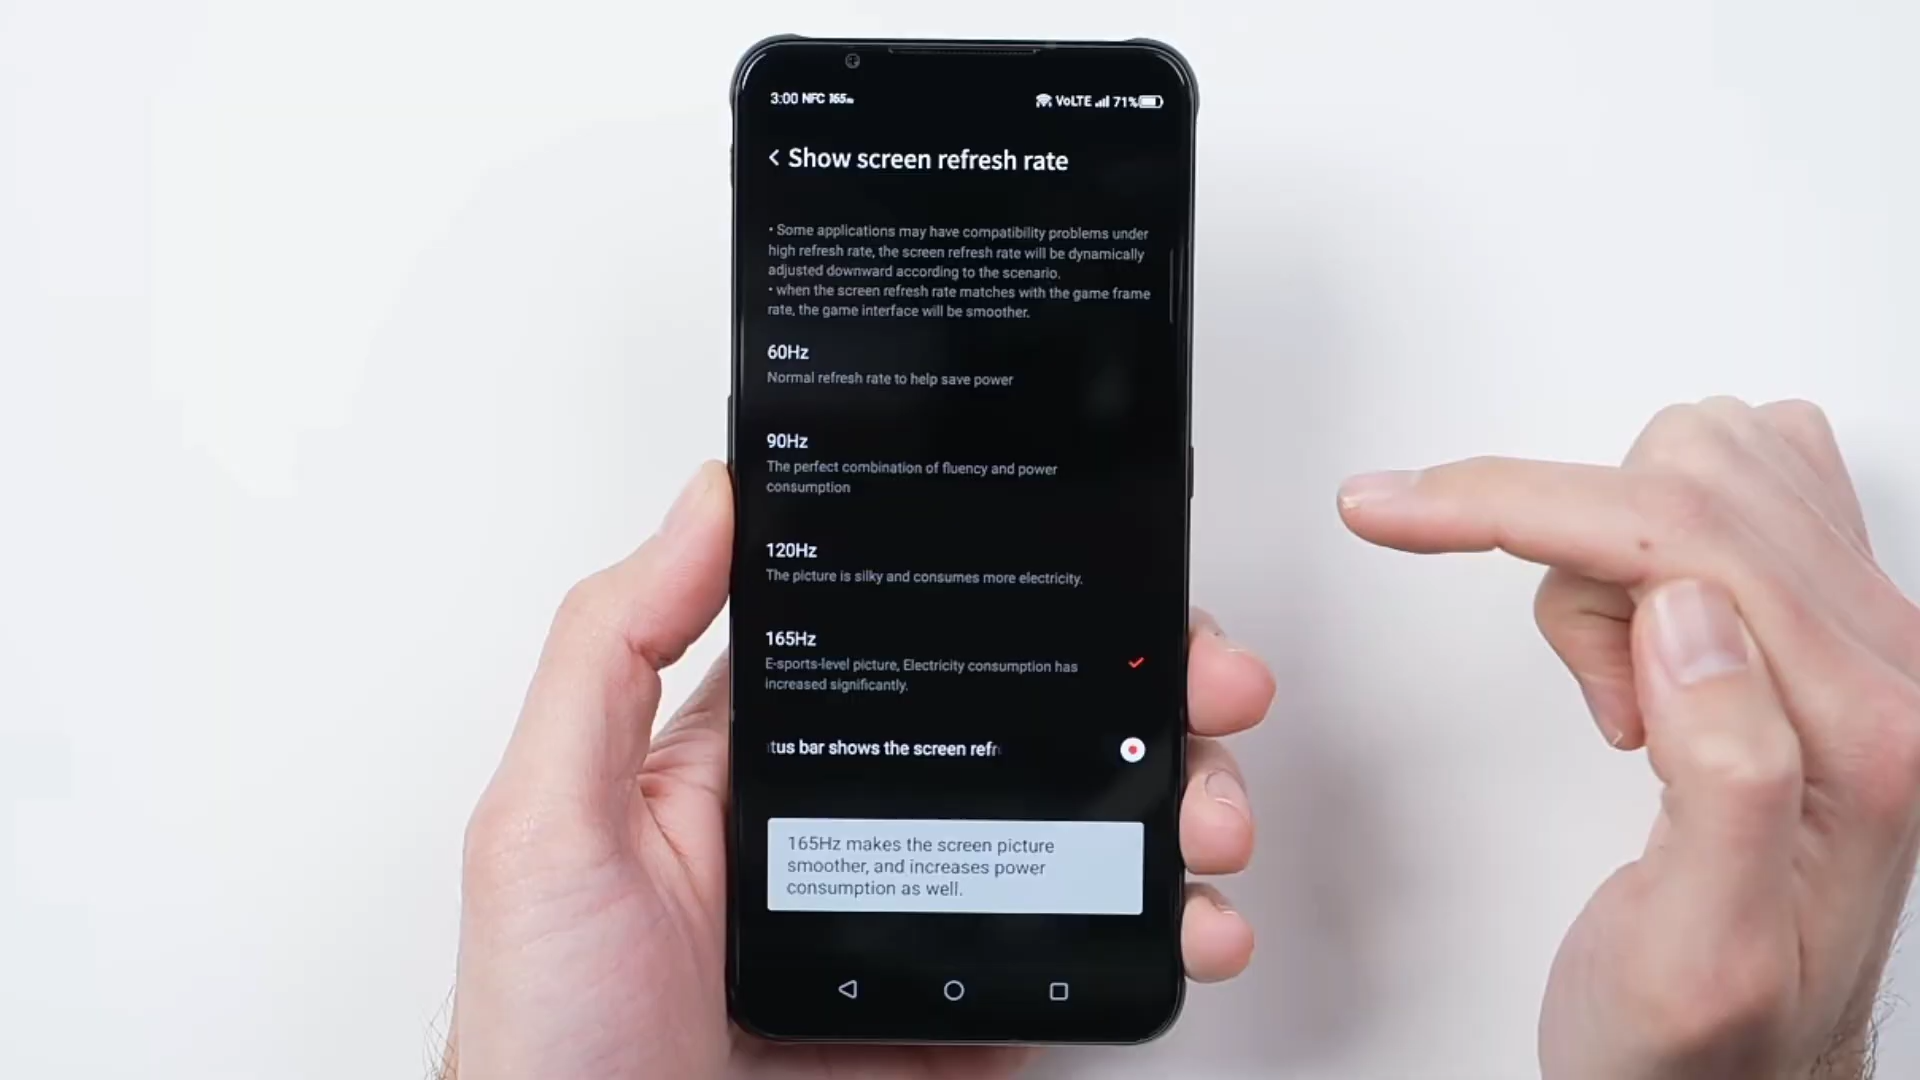 3:00 NFC 165Hz VoLTE 71%
Show screen refresh rate
• Some applications may have compatibility problems under
high refresh rate, the screen refresh rate will be dynamically
adjusted downward according to the scenario.
• when the screen refresh rate matches with the game frame
rate, the game interface will be smoother.
60Hz
Normal refresh rate to help save power
90Hz
The perfect combination of fluency and power
consumption
120Hz
The picture is silky and consumes more electricity.
165Hz
E-sports-level picture, Electricity consumption has
increased significantly.
tus bar shows the screen refr
165Hz makes the screen picture
smoother, and increases power
consumption as well.